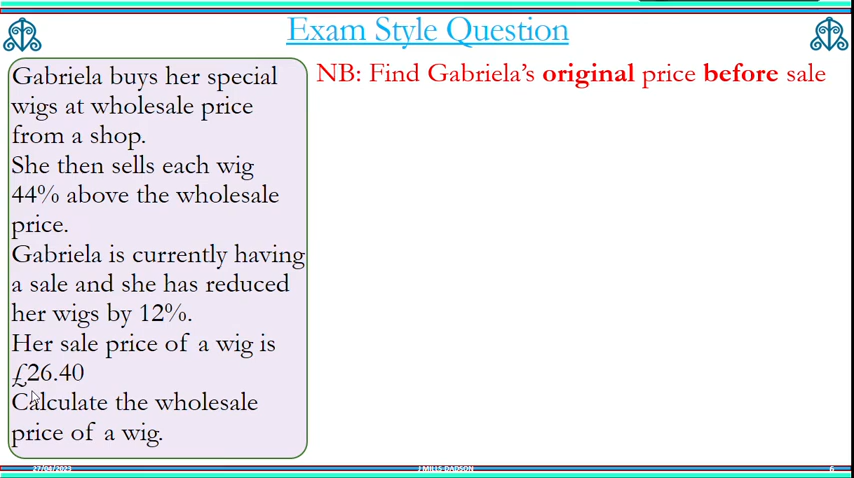 Exam Style Question
Gabriela buys her special
wigs at wholesale price
from a shop.
She then sells each wig
44% above the wholesale
price.
Gabriela is currently having
a sale and she has reduced
her wigs by 12%.
Her sale price of a wig is
£26.40
Calculate the wholesale
price of a wig.
NB: Find Gabriela's original price before sale
27/04/2023
J MILLS-DADSON
6